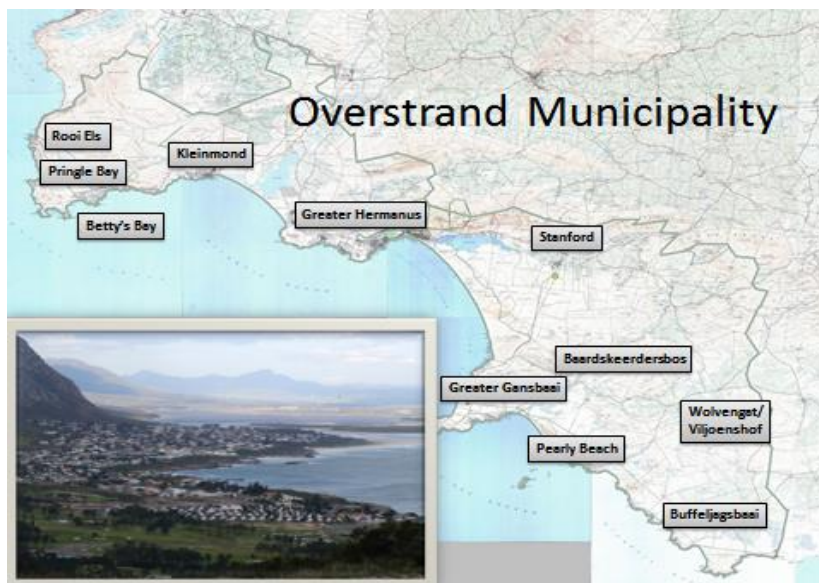 Overstrand Municipality
Rooi Els
Kleinmond
Pringle Bay
Betty's Bay
Greater Hermanus
Stanford
Baardskeerdersbos
Greater Gansbaai
Wolvengat/
Viljoenshof
Pearly Beach
Buffeljagsbaai